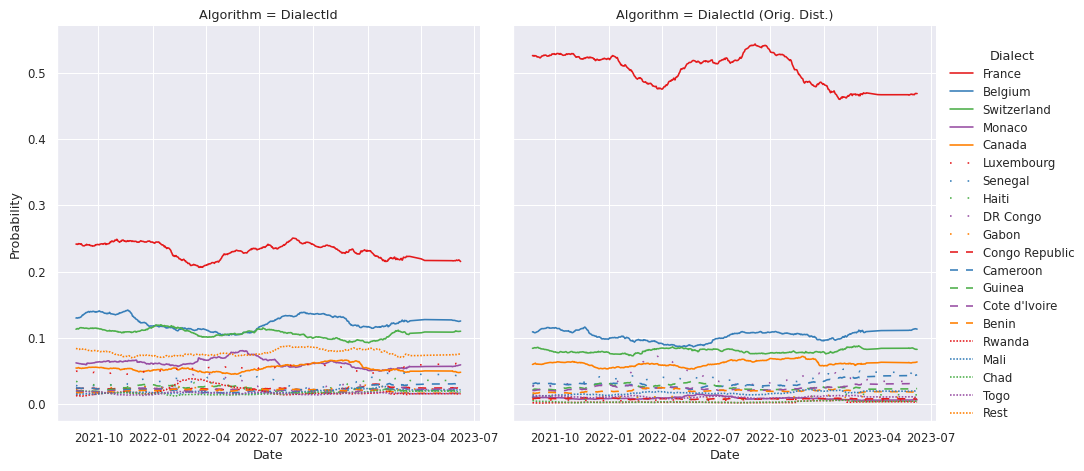 Algorithm = DialectId
Algorithm = DialectId (Orig. Dist.)
Probability
0.5
0.4
0.3
0.2
0.1
0.0
2021-10 2022-01 2022-04 2022-07 2022-10 2023-01 2023-04 2023-07
2021-10 2022-01 2022-04 2022-07 2022-10 2023-01 2023-04 2023-07
Date
Date
Dialect
France
Belgium
Switzerland
Monaco
Canada
Luxembourg
Senegal
Haiti
DR Congo
Gabon
Congo Republic
Cameroon
Guinea
Cote d'Ivoire
Benin
Rwanda
Mali
Chad
Togo
Rest